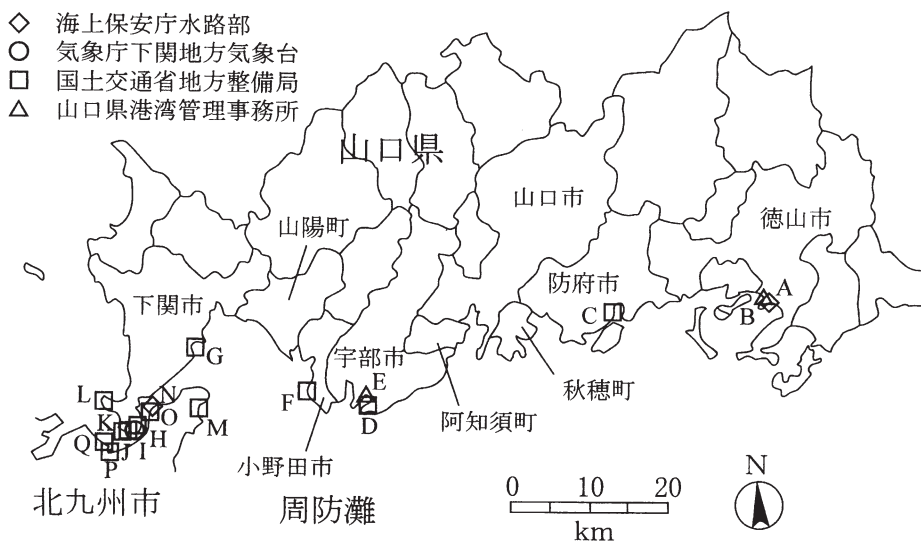 海上保安庁水路部
気象庁下関地方気象台
国土交通省地方整備局
山口県港湾管理事務所
山口県
山口市
徳山市
山陽町
防府市
下関市
A
B
C
G
宇部市
秋穂町
E
F
D
阿知須町
L
N
K
O
M
H
Q
J
I
P
小野田市
北九州市
周防灘
0 10 20
km
N